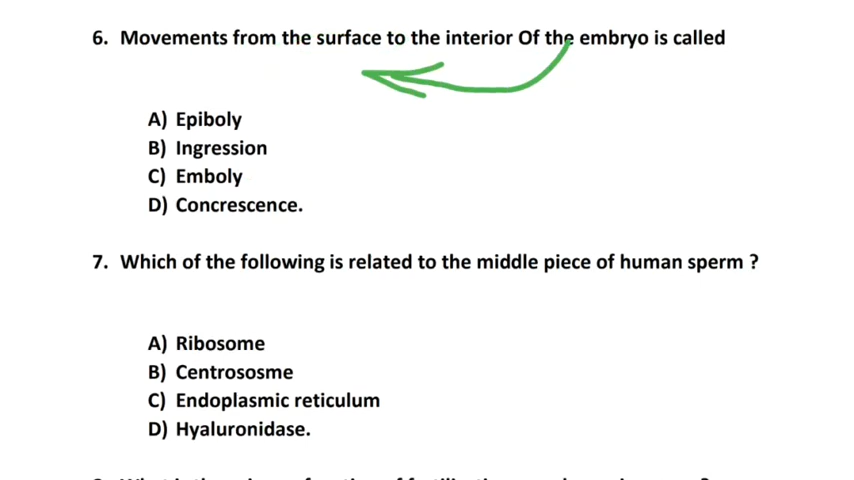 6. Movements from the surface to the interior Of the embryo is called
A) Epiboly
B) Ingression
C) Emboly
D) Concrescence.
7. Which of the following is related to the middle piece of human sperm ?
A) Ribosome
B) Centrososme
C) Endoplasmic reticulum
D) Hyaluronidase.